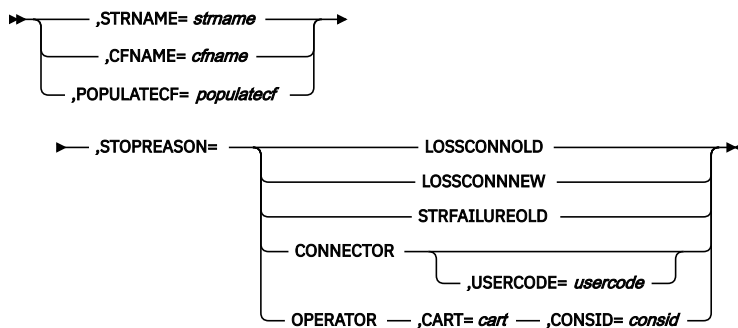 ,STRNAME= strname
,CFNAME= cfname
,POPULATECF= populatecf
,STOPREASON= LOSSCONNOLD
LOSSCONNNEW
STRFAILUREOLD
CONNECTOR
,USERCODE= usercode
OPERATOR ,CART= cart ,CONSID= consid